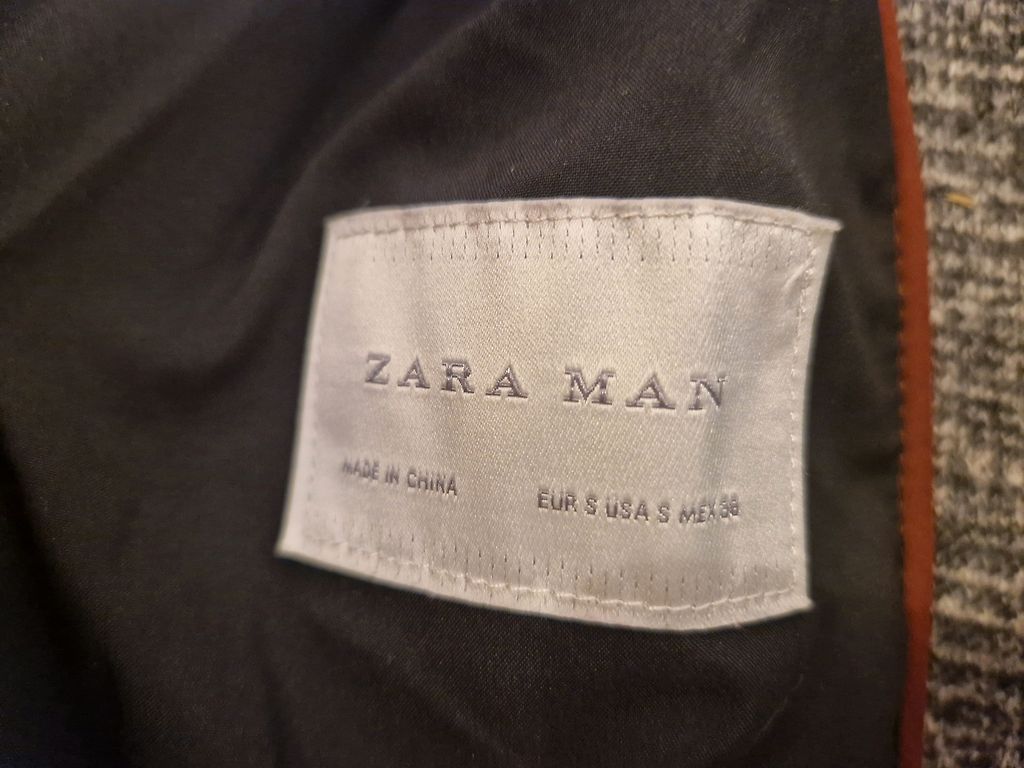 ZARA MAN
MADE IN CHINA
EUR S USA S MEX 38